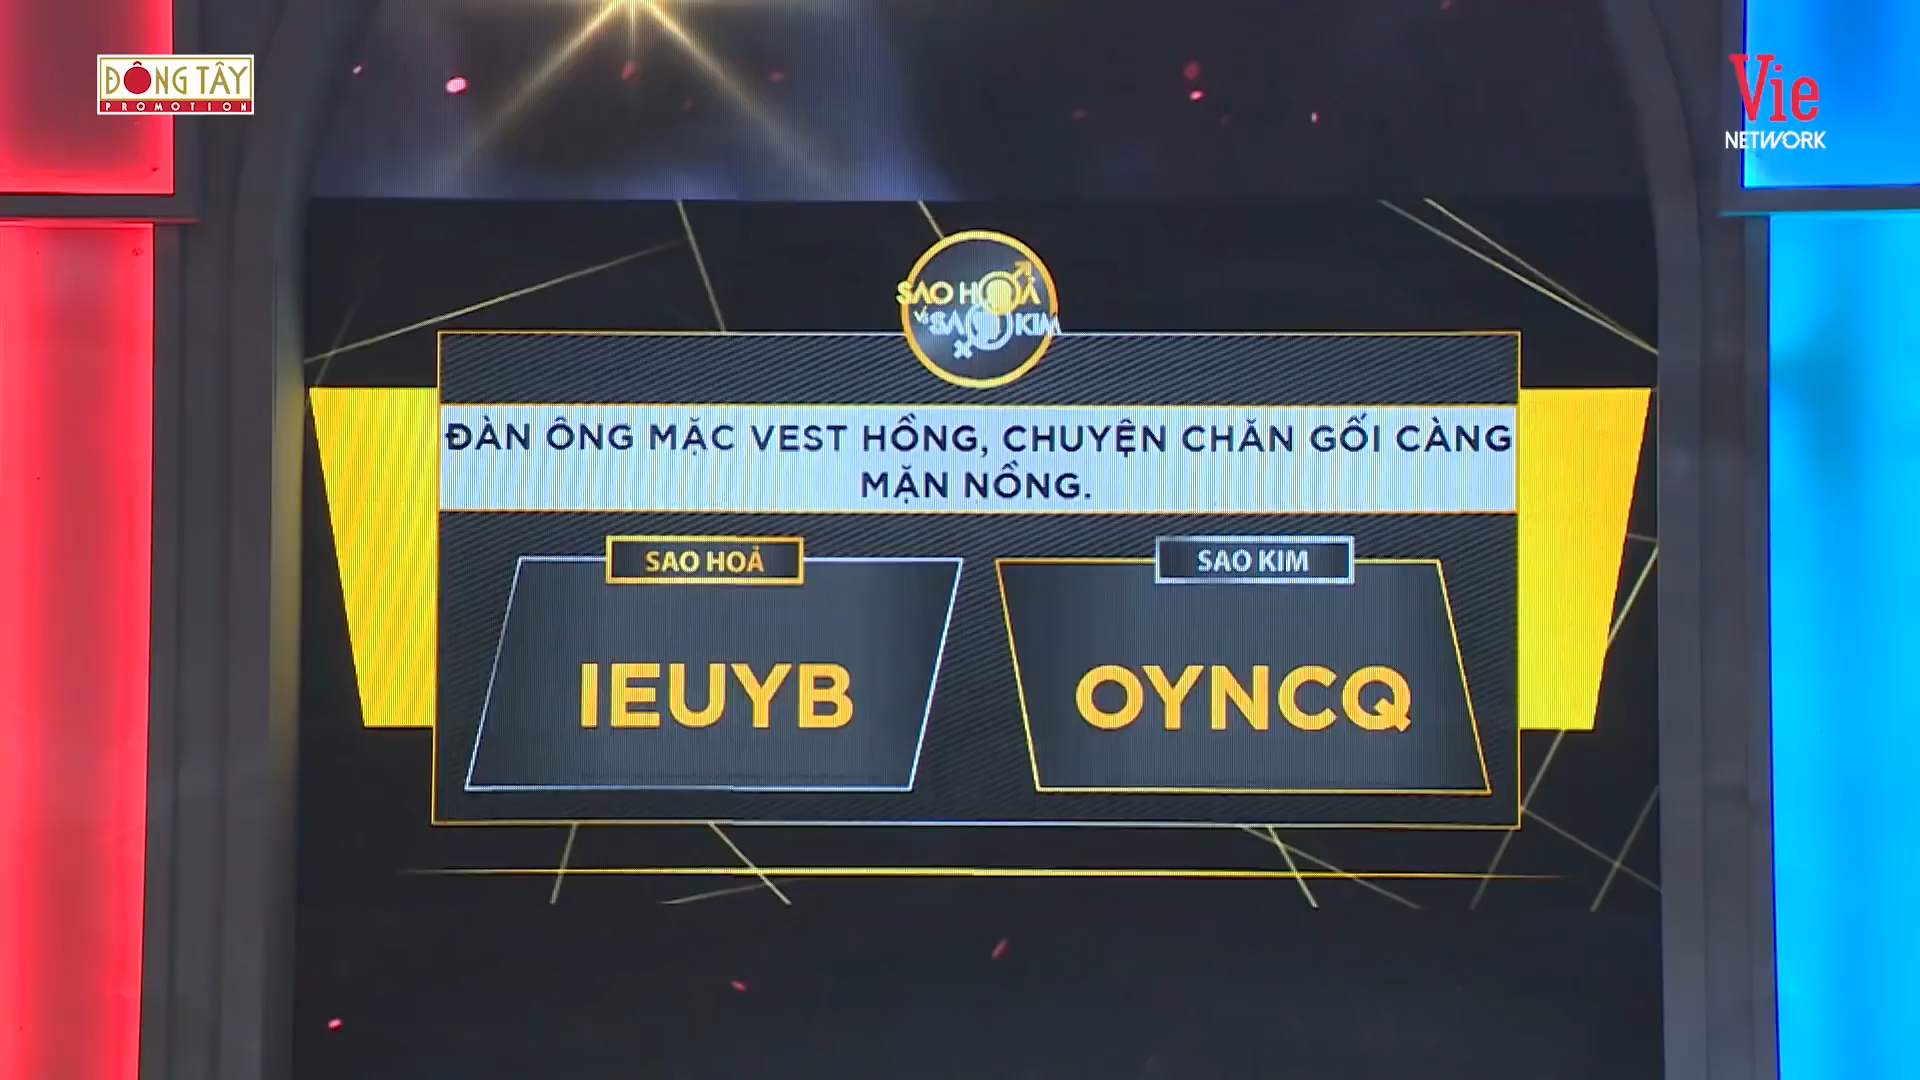 ĐÔNG TÂY
PROMOTION
Vie
NETWORK
SAO HOẢ
vs SAO KIM
ĐÀN ÔNG MẶC VEST HỒNG, CHUYỆN CHĂN GỐI CÀNG
MẶN NỒNG.
SAO HOẢ
SAO KIM
IEUYB
OYNCQ